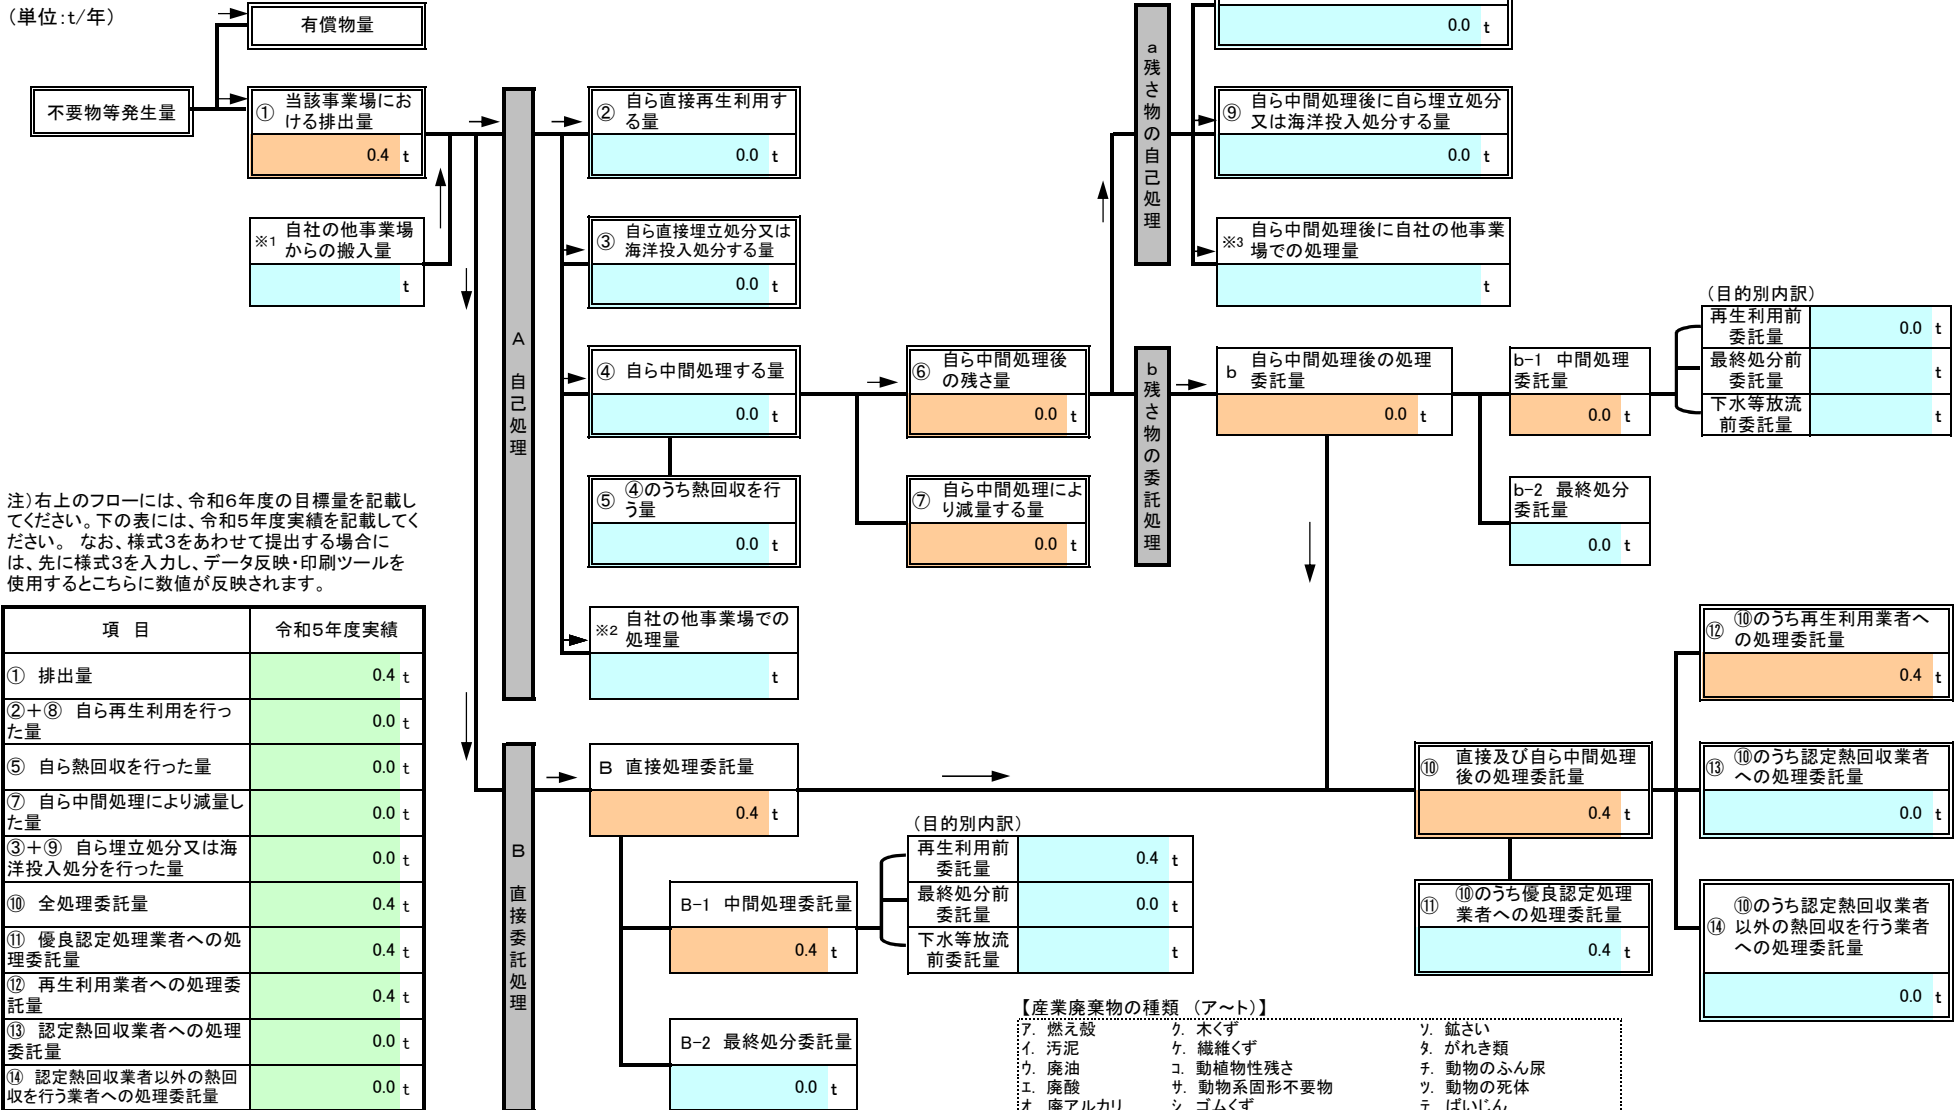 （単位：t/年）
有償物量
不要物等発生量
① 当該事業場にお
ける排出量
0.4 t
※1 自社の他事業場
からの搬入量
t
A 自己処理
② 自ら直接再生利用す
る量
0.0 t
③ 自ら直接埋立処分又は
海洋投入処分する量
0.0 t
④ 自ら中間処理する量
0.0 t
⑤ ④のうち熱回収を行
う量
0.0 t
※2 自社の他事業場での
処理量
t
⑥ 自ら中間処理後
の残さ量
0.0 t
⑦ 自ら中間処理によ
り減量する量
0.0 t
a 残さ物の自己処理
0.0 t
⑨ 自ら中間処理後に自ら埋立処分
又は海洋投入処分する量
0.0 t
※3 自ら中間処理後に自社の他事業
場での処理量
t
b 残さ物の委託処理
b 自ら中間処理後の処理
委託量
0.0 t
b-1 中間処理
委託量
0.0 t
（目的別内訳）
再生利用前
委託量
0.0 t
最終処分前
委託量
t
下水等放流
前委託量
t
b-2 最終処分
委託量
0.0 t
注）右上のフローには、令和6年度の目標量を記載し
てください。下の表には、令和5年度実績を記載してく
ださい。 なお、様式3をあわせて提出する場合に
は、先に様式3を入力し、データ反映・印刷ツールを
使用するとこちらに数値が反映されます。
項 目 令和5年度実績
① 排出量 0.4 t
②＋⑧ 自ら再生利用を行っ
た量 0.0 t
⑤ 自ら熱回収を行った量 0.0 t
⑦ 自ら中間処理により減量し
た量 0.0 t
③＋⑨ 自ら埋立処分又は海
洋投入処分を行った量 0.0 t
⑩ 全処理委託量 0.4 t
⑪ 優良認定処理業者への処
理委託量 0.4 t
⑫ 再生利用業者への処理委
託量 0.4 t
⑬ 認定熱回収業者への処理
委託量 0.0 t
⑭ 認定熱回収業者以外の熱回
収を行う業者への処理委託量 0.0 t
B 直接委託処理
B 直接処理委託量
0.4 t
B-1 中間処理委託量
0.4 t
（目的別内訳）
再生利用前
委託量
0.4 t
最終処分前
委託量
0.0 t
下水等放流
前委託量
t
B-2 最終処分委託量
0.0 t
⑩ 直接及び自ら中間処理
後の処理委託量
0.4 t
⑪ ⑩のうち優良認定処理
業者への処理委託量
0.4 t
⑫ ⑩のうち再生利用業者へ
の処理委託量
0.4 t
⑬ ⑩のうち認定熱回収業者
への処理委託量
0.0 t
⑭ ⑩のうち認定熱回収業者
以外の熱回収を行う業者
への処理委託量
0.0 t
【産業廃棄物の種類 （ア～ト）】
ア. 燃え殻 ク. 木くず ソ. 鉱さい
イ. 汚泥 ケ. 繊維くず タ. がれき類
ウ. 廃油 コ. 動植物性残さ チ. 動物のふん尿
エ. 廃酸 サ. 動物系固形不要物 ツ. 動物の死体
オ. 廃アルカリ シ. ゴムくず テ. ばいじん